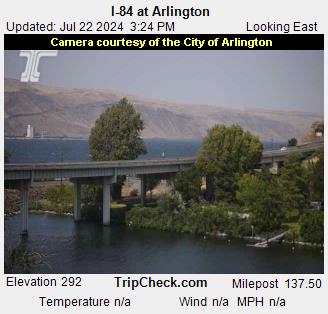 I-84 at Arlington
Updated: Jul 22 2024 3:24 PM Looking East
Camera courtesy of the City of Arlington
Elevation 292 TripCheck.com Milepost 137.50
Temperature n/a Wind n/a MPH n/a